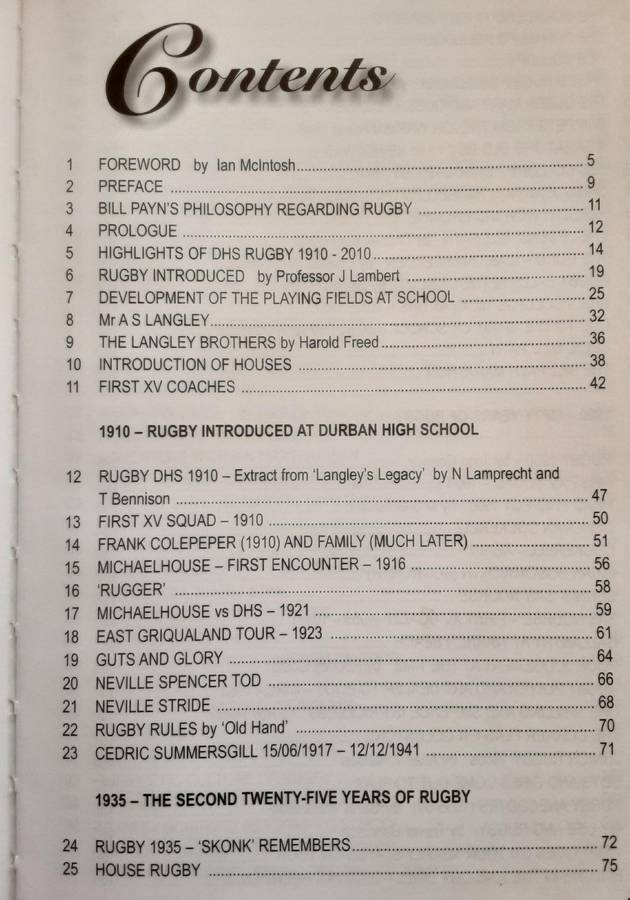 Contents
1 FOREWORD by Ian McIntosh........................ 5
2 PREFACE ........................ 9
3 BILL PAYN'S PHILOSOPHY REGARDING RUGBY ........................ 11
4 PROLOGUE ........................ 12
5 HIGHLIGHTS OF DHS RUGBY 1910 - 2010........................ 14
6 RUGBY INTRODUCED by Professor J Lambert ........................ 19
7 DEVELOPMENT OF THE PLAYING FIELDS AT SCHOOL ........................ 25
8 Mr A S LANGLEY........................ 32
9 THE LANGLEY BROTHERS by Harold Freed........................ 36
10 INTRODUCTION OF HOUSES ........................ 38
11 FIRST XV COACHES ........................ 42
1910 – RUGBY INTRODUCED AT DURBAN HIGH SCHOOL
12 RUGBY DHS 1910 – Extract from 'Langley's Legacy' by N Lamprecht and
T Bennison ........................ 47
13 FIRST XV SQUAD – 1910 ........................ 50
14 FRANK COLEPEPER (1910) AND FAMILY (MUCH LATER) ........................ 51
15 MICHAELHOUSE – FIRST ENCOUNTER – 1916 ........................ 56
16 'RUGGER' ........................ 58
17 MICHAELHOUSE vs DHS – 1921 ........................ 59
18 EAST GRIQUALAND TOUR – 1923 ........................ 61
19 GUTS AND GLORY ........................ 64
20 NEVILLE SPENCER TOD ........................ 66
21 NEVILLE STRIDE ........................ 68
22 RUGBY RULES by 'Old Hand' ........................ 70
23 CEDRIC SUMMERSGILL 15/06/1917 – 12/12/1941 ........................ 71
1935 – THE SECOND TWENTY-FIVE YEARS OF RUGBY
24 RUGBY 1935 – 'SKONK' REMEMBERS........................ 72
25 HOUSE RUGBY ........................ 75